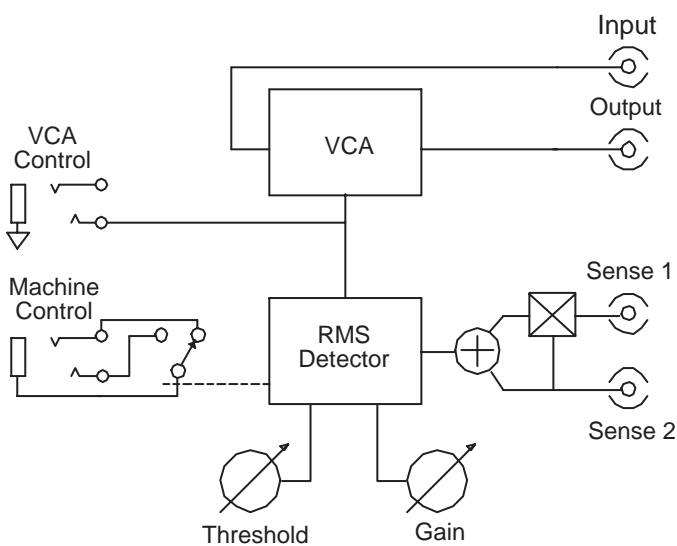 Input
Output
VCA
VCA
Control
Machine
Control
RMS
Detector
Sense 1
Sense 2
Threshold
Gain